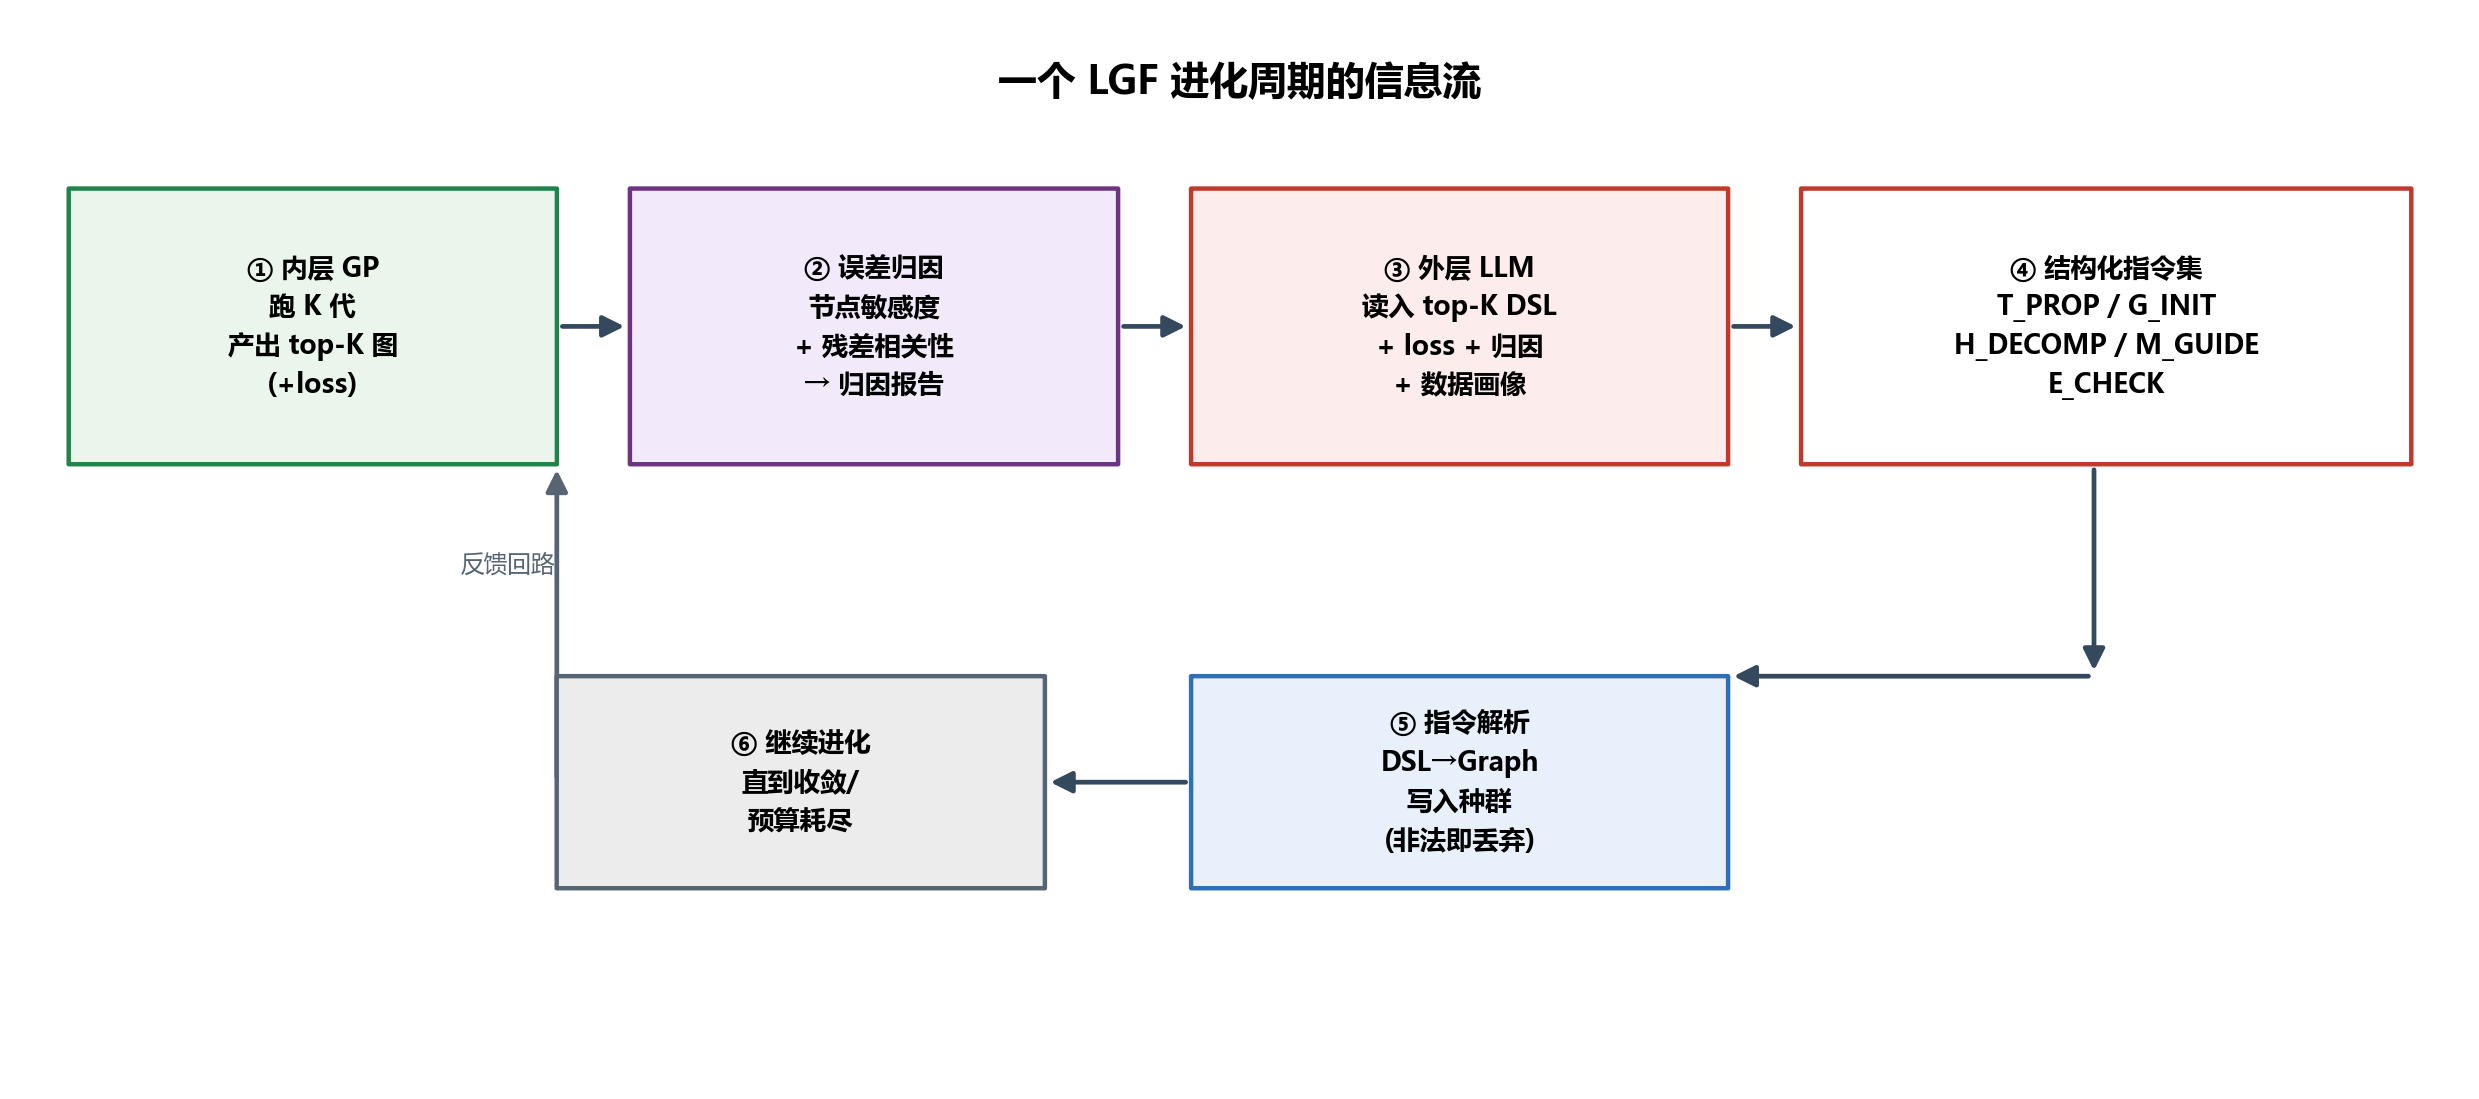 一个 LGF 进化周期的信息流
① 内层 GP
跑 K 代
产出 top-K 图
(+loss)
② 误差归因
节点敏感度
+ 残差相关性
→ 归因报告
③ 外层 LLM
读入 top-K DSL
+ loss + 归因
+ 数据画像
④ 结构化指令集
T_PROP / G_INIT
H_DECOMP / M_GUIDE
E_CHECK
反馈回路
⑥ 继续进化
直到收敛/
预算耗尽
⑤ 指令解析
DSL→Graph
写入种群
(非法即丢弃)